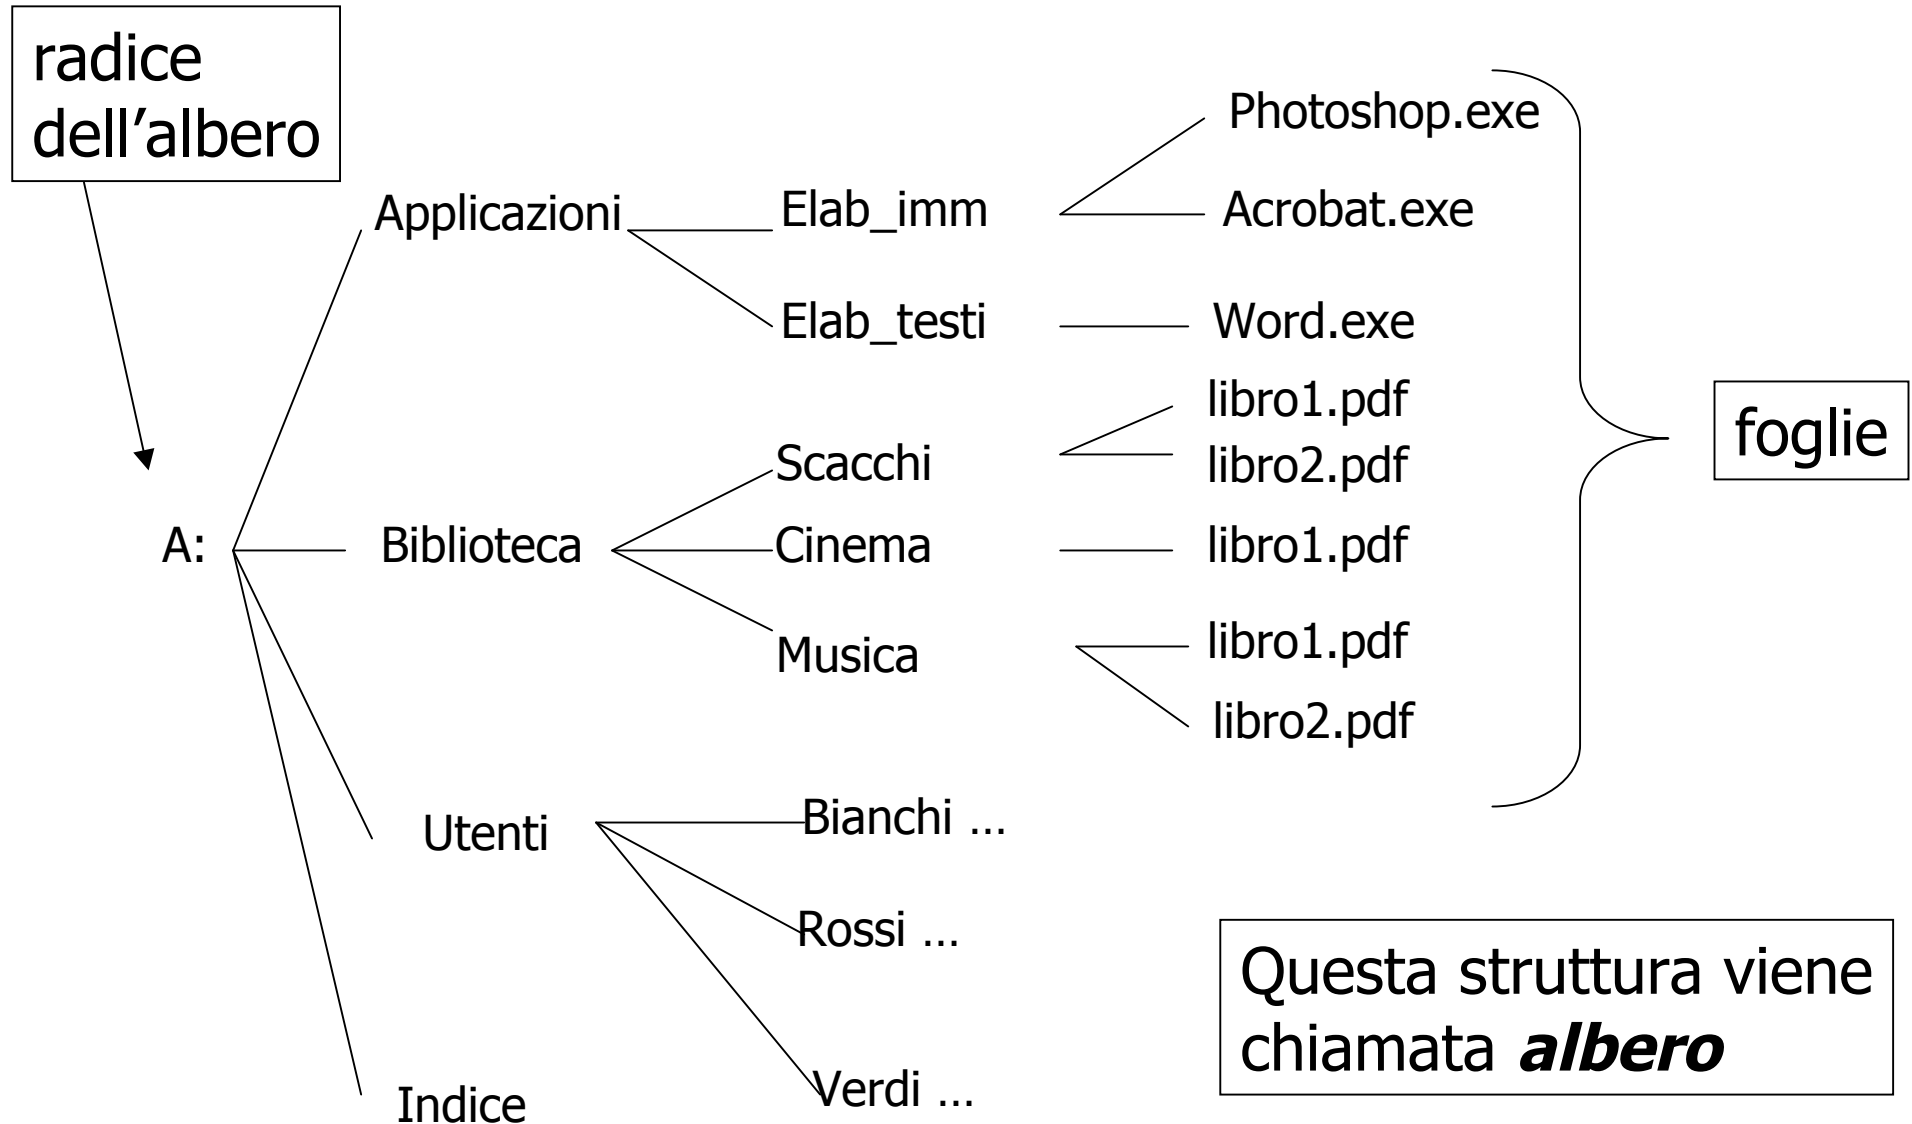 radice
dell’albero
Photoshop.exe
Applicazioni
Elab_imm
Acrobat.exe
Elab_testi
Word.exe
libro1.pdf
Scacchi
libro2.pdf
foglie
A:
Biblioteca
Cinema
libro1.pdf
Musica
libro1.pdf
libro2.pdf
Utenti
Bianchi …
Rossi …
Verdi …
Indice
Questa struttura viene
chiamata albero